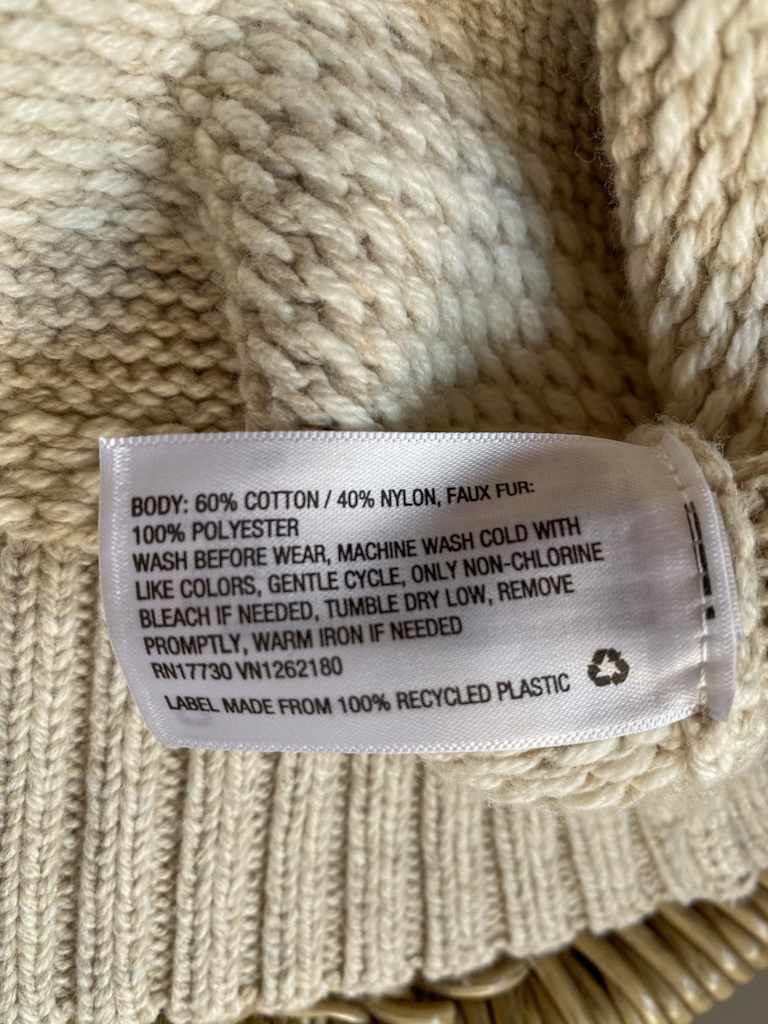 BODY: 60% COTTON / 40% NYLON, FAUX FUR:
100% POLYESTER
WASH BEFORE WEAR, MACHINE WASH COLD WITH
LIKE COLORS, GENTLE CYCLE, ONLY NON-CHLORINE
BLEACH IF NEEDED, TUMBLE DRY LOW, REMOVE
PROMPTLY, WARM IRON IF NEEDED
RN17730 VN1262180
LABEL MADE FROM 100% RECYCLED PLASTIC